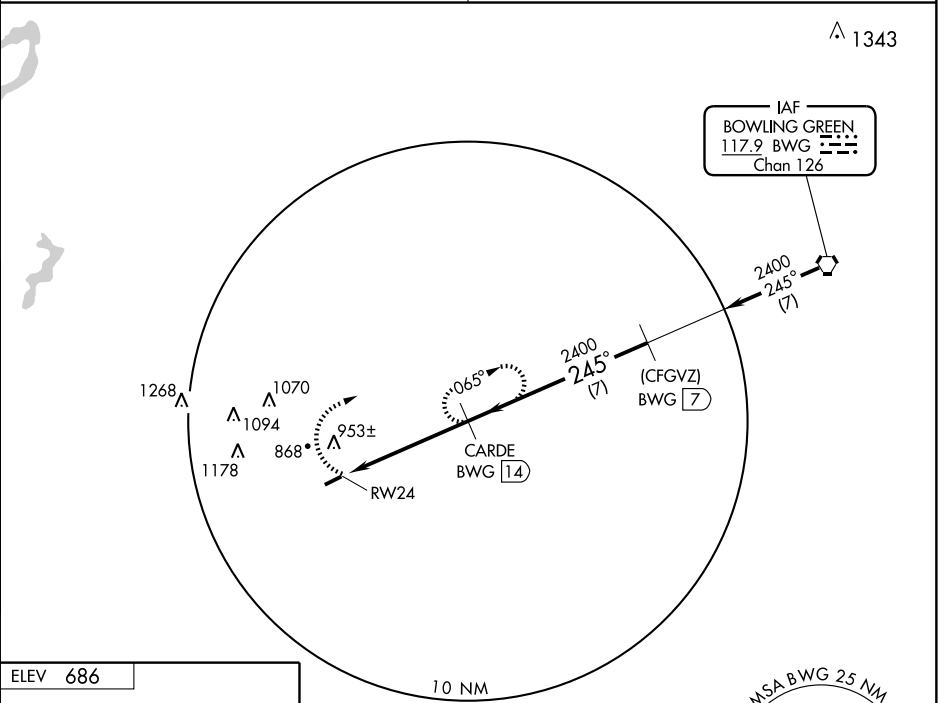 1343
IAF
BOWLING GREEN
117.9 BWG
Chan 126
2400
245°
(7)
2400
245°
(7)
(CFGVZ)
BWG 7
065°
1268
1070
1094
953±
868
1178
CARDE
BWG 14
RW24
ELEV 686
10 NM
MSA BWG 25 NM